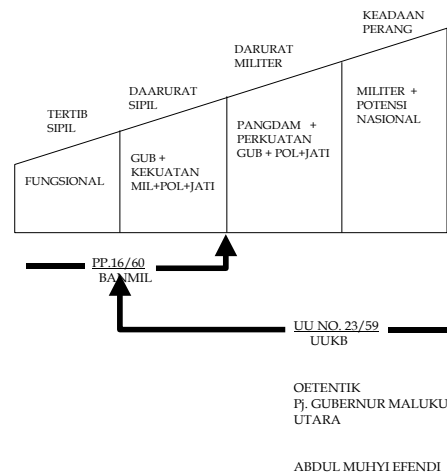 KEADAAN
PERANG
DARURAT
MILITER
DAARURAT
SIPIL
TERTIB
SIPIL
FUNGSIONAL
GUB +
KEKUATAN
MIL+POL+JATI
PANGDAM +
PERKUATAN
GUB + POL+JATI
MILITER +
POTENSI
NASIONAL
PP.16/60
BANMIL
UU NO. 23/59
UUKB
OETENTIK
Pj. GUBERNUR MALUKU
UTARA
ABDUL MUHYI EFENDI